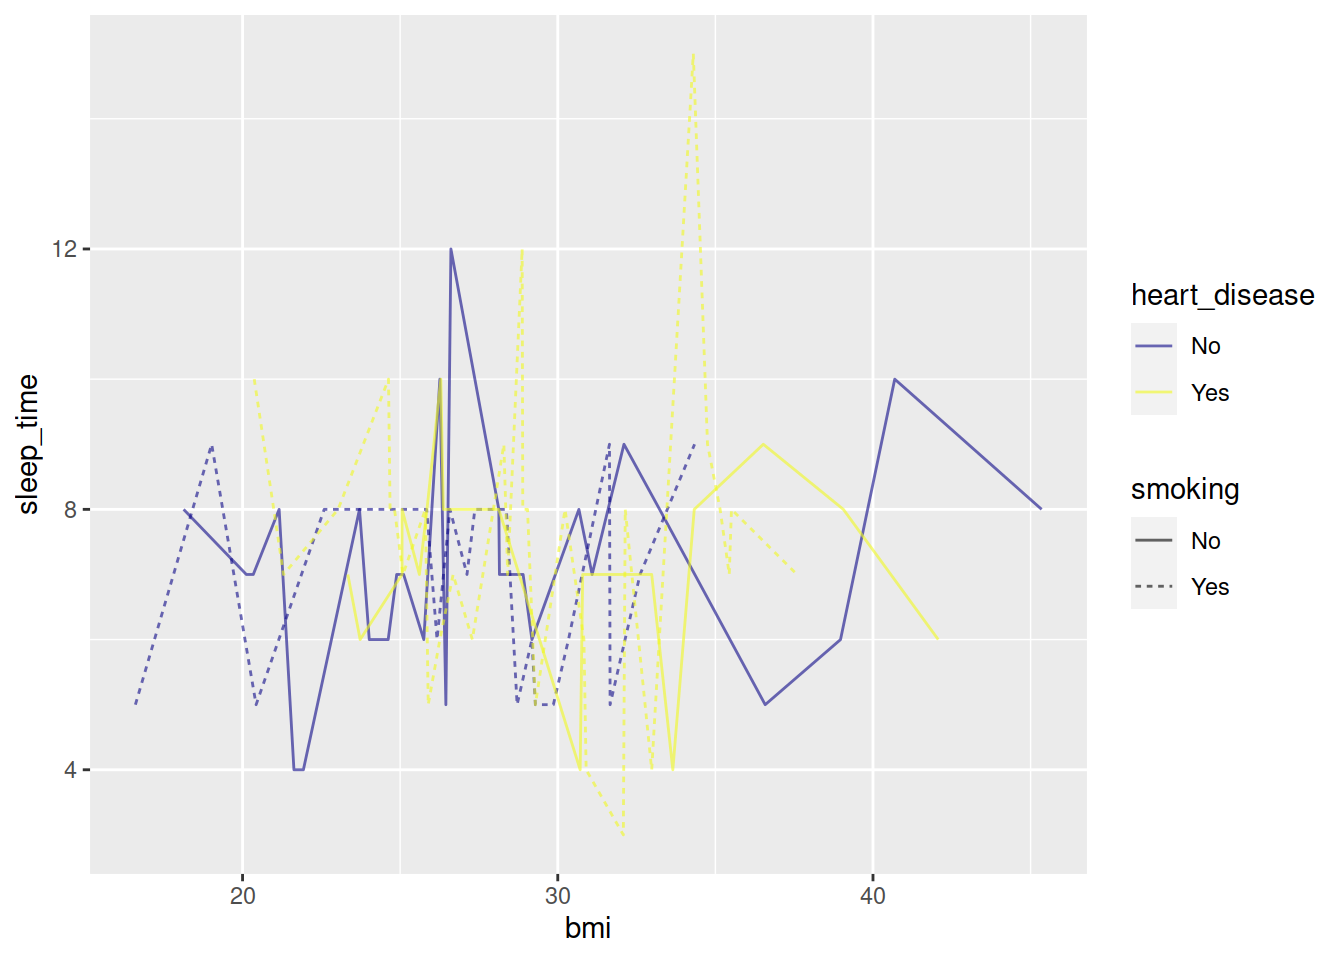 12
8
4
sleep_time
20
30
40
bmi
heart_disease
No
Yes
smoking
No
Yes